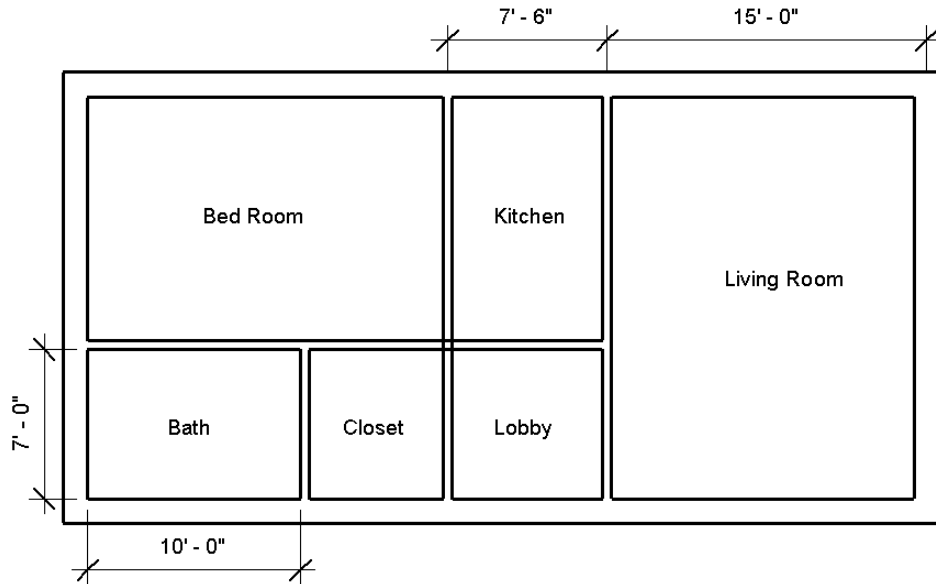 7' - 6"
15' - 0"
Bed Room
Kitchen
Living Room
7' - 0"
Bath
Closet
Lobby
10' - 0"